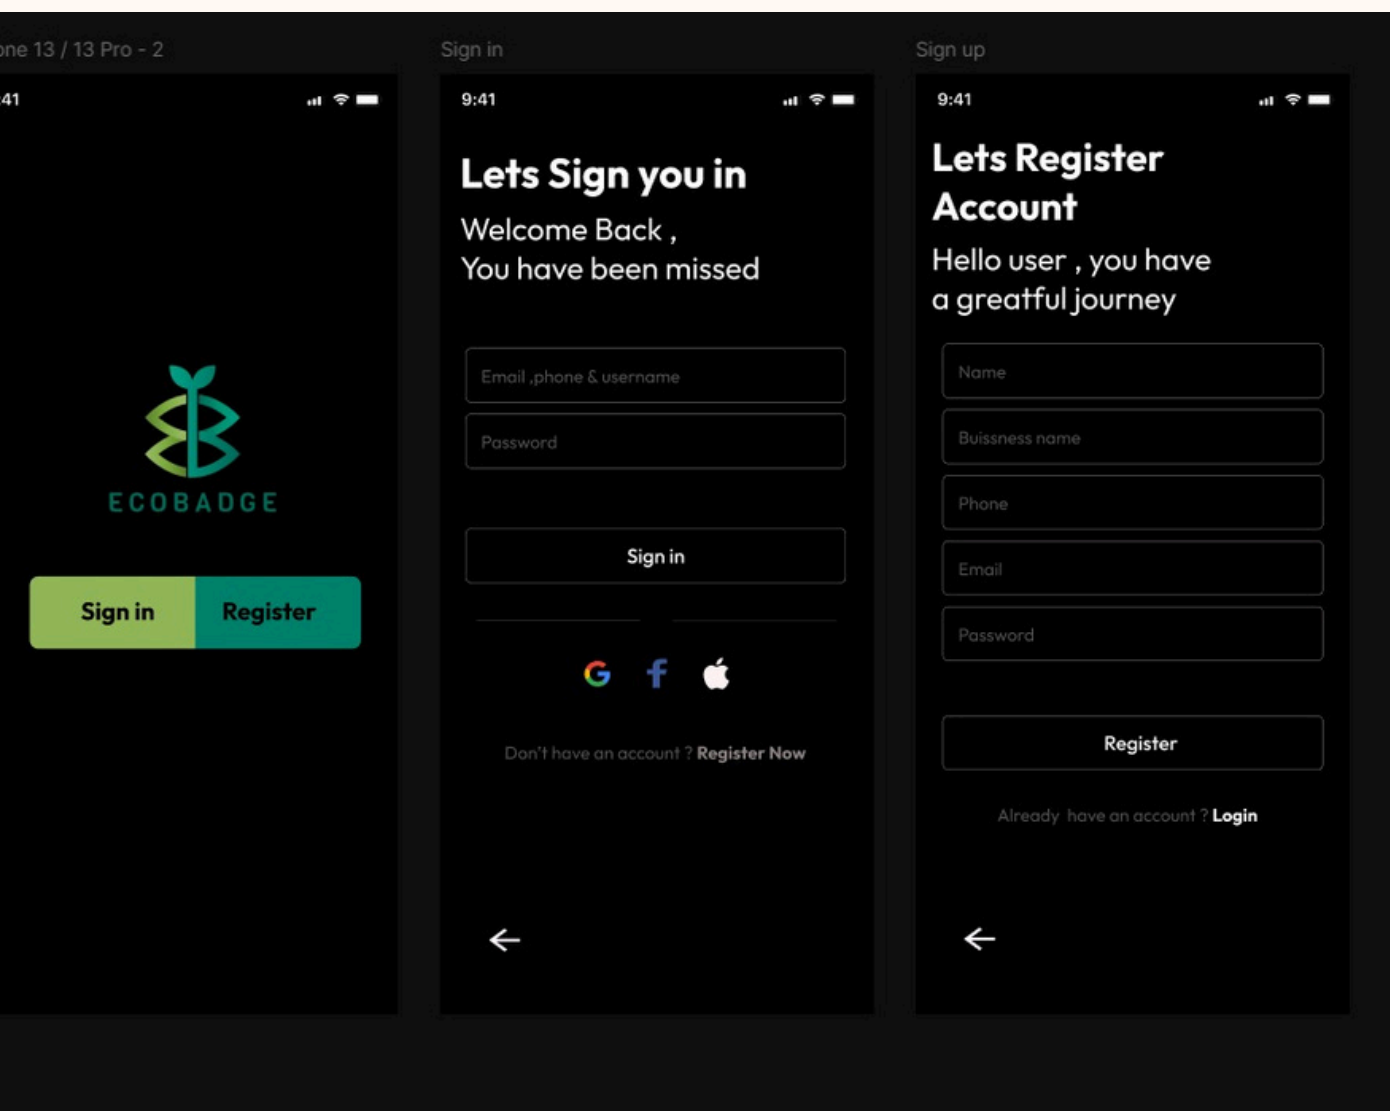 one 13 / 13 Pro - 2
:41
ECOBADGE
Sign in
Register
Sign in
9:41
Lets Sign you in
Welcome Back ,
You have been missed
Email ,phone & username
Password
Sign in
Don't have an account ? Register Now
Sign up
9:41
Lets Register
Account
Hello user , you have
a greatful journey
Name
Buissness name
Phone
Email
Password
Register
Already have an account ? Login